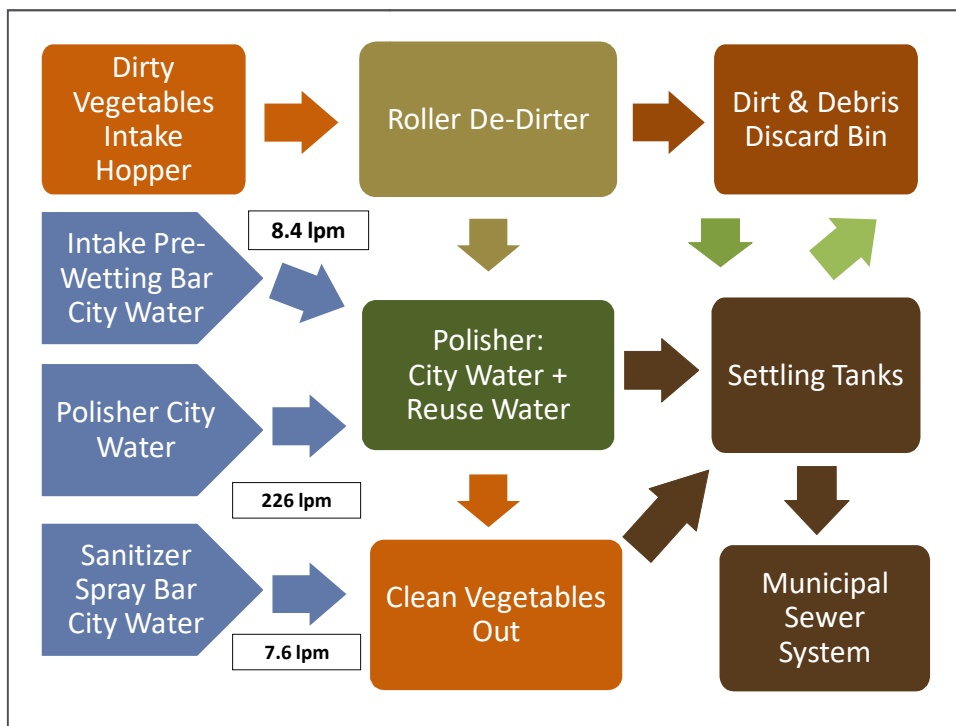 Dirty
Vegetables
Intake
Hopper
Roller De-Dirter
Dirt & Debris
Discard Bin
Intake Pre-
Wetting Bar
City Water
8.4 lpm
Polisher:
City Water +
Reuse Water
Settling Tanks
Polisher City
Water
226 lpm
Sanitizer
Spray Bar
City Water
7.6 lpm
Clean Vegetables
Out
Municipal
Sewer
System